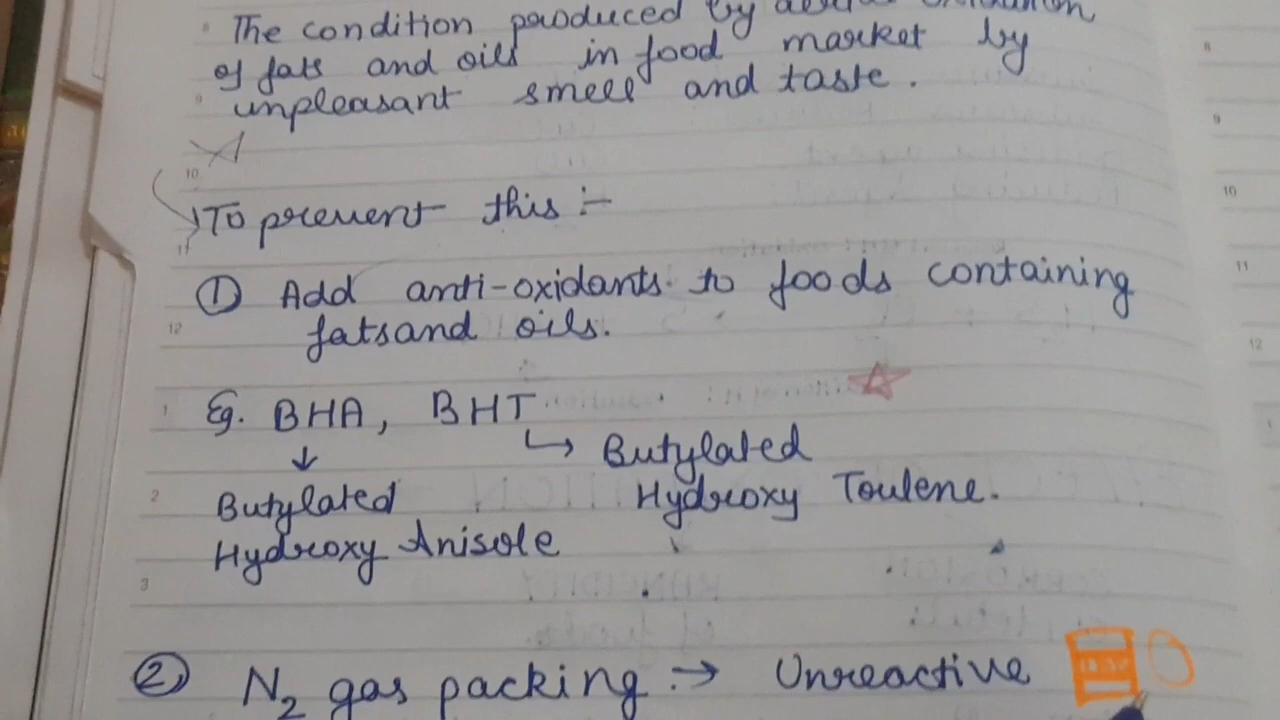 The condition produced by
of fats and oils in food market by
unpleasant smell and taste.
To prevent this :-
① Add anti-oxidants to foods containing
fats and oils.
Eg. BHA, BHT
↓ ↳ Butylated
Butylated Hydroxy Toulene.
Hydroxy Anisole
② N₂ gas packing :→ Unreactive